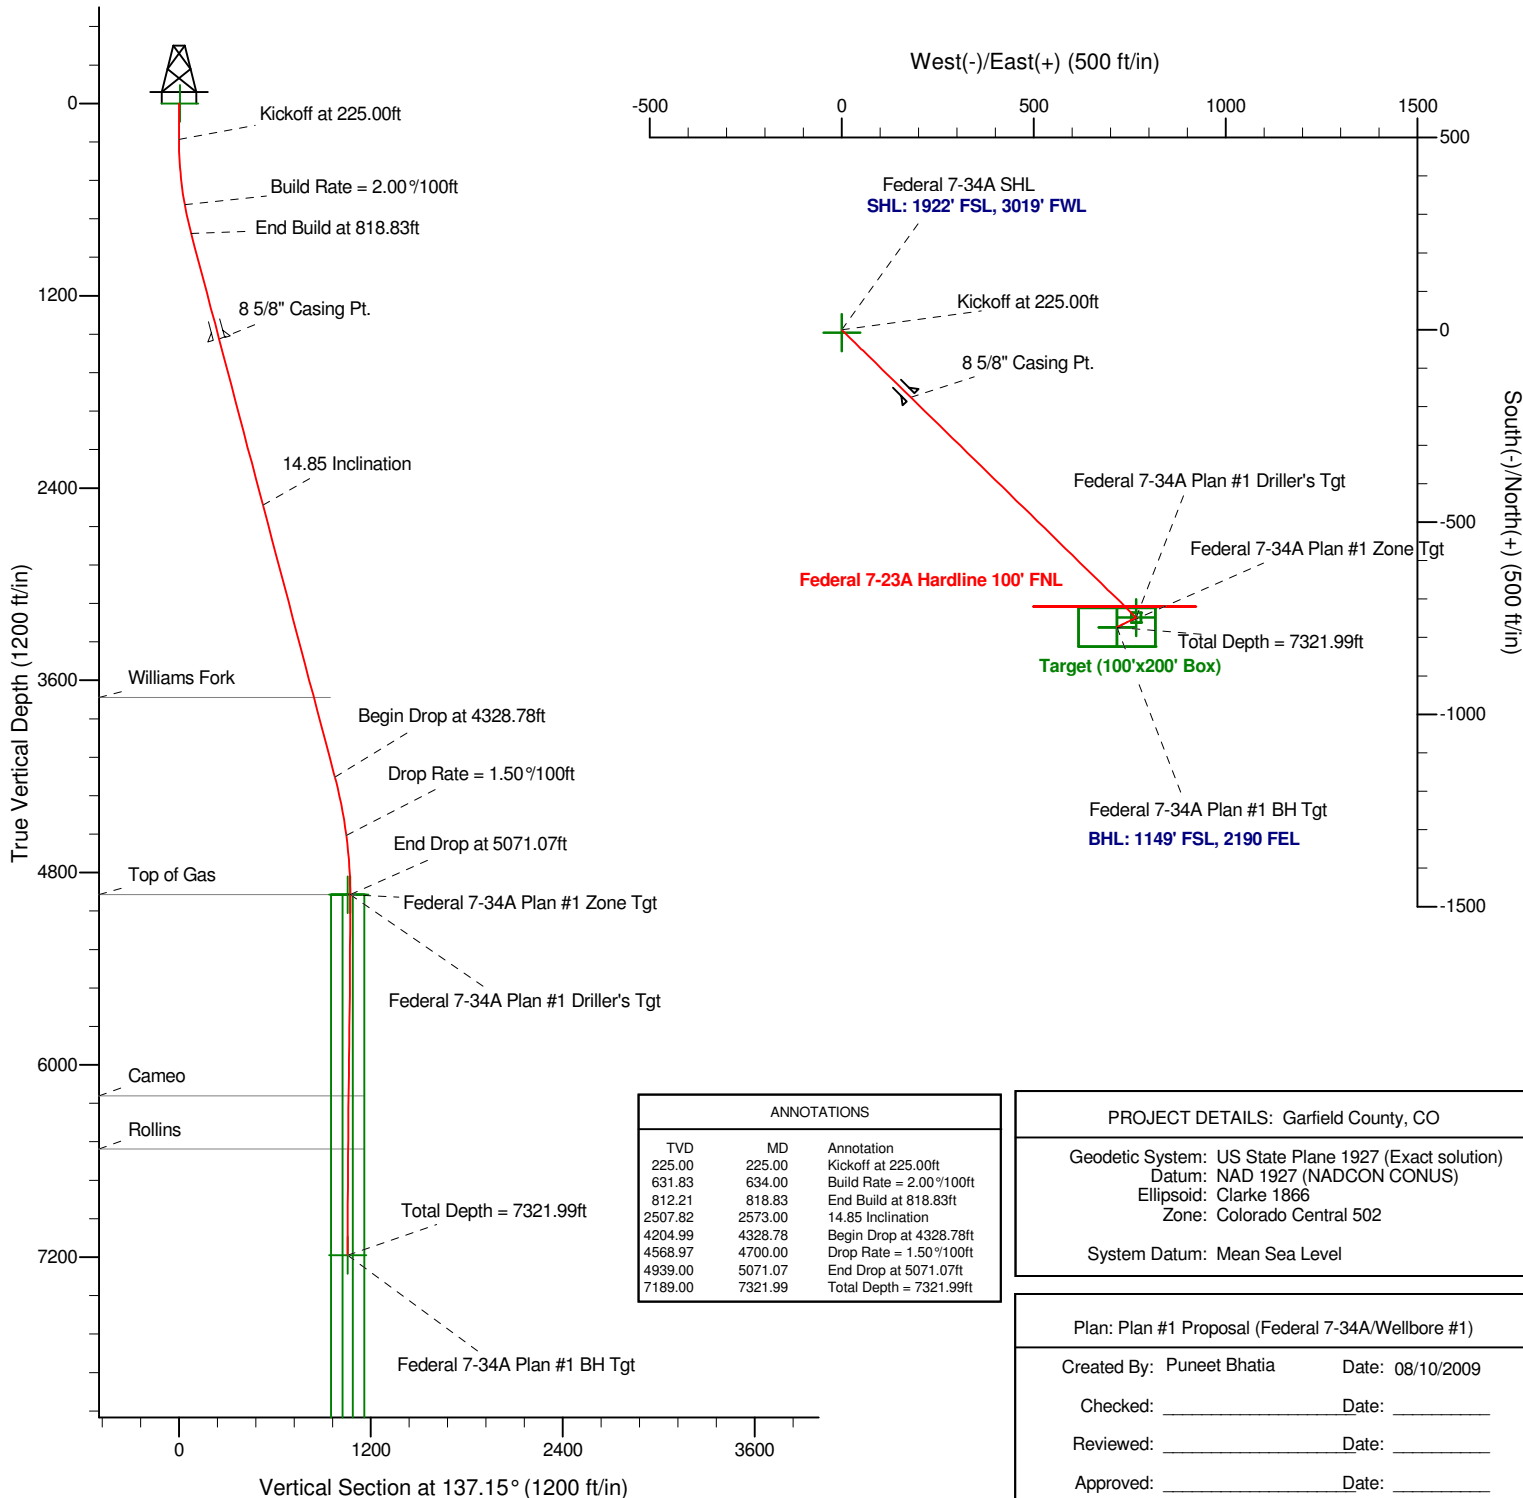 West(-)/East(+) (500 ft/in)
-500 0 500 1000 1500
0
1200
2400
3600
4800
6000
7200
True Vertical Depth (1200 ft/in)
Kickoff at 225.00ft
Build Rate = 2.00°/100ft
End Build at 818.83ft
8 5/8" Casing Pt.
14.85 Inclination
Williams Fork
Begin Drop at 4328.78ft
Drop Rate = 1.50°/100ft
End Drop at 5071.07ft
Top of Gas
Federal 7-34A Plan #1 Zone Tgt
Federal 7-34A Plan #1 Driller's Tgt
Cameo
Rollins
Total Depth = 7321.99ft
Federal 7-34A Plan #1 BH Tgt
0 1200 2400 3600
Vertical Section at 137.15° (1200 ft/in)
500
0
-500
-1000
-1500
South(-)/North(+) (500 ft/in)
Federal 7-34A SHL
SHL: 1922' FSL, 3019' FWL
Kickoff at 225.00ft
8 5/8" Casing Pt.
Federal 7-34A Plan #1 Driller's Tgt
Federal 7-34A Plan #1 Zone Tgt
Federal 7-23A Hardline 100' FNL
Total Depth = 7321.99ft
Target (100'x200' Box)
Federal 7-34A Plan #1 BH Tgt
BHL: 1149' FSL, 2190 FEL
ANNOTATIONS
TVD MD Annotation
225.00 225.00 Kickoff at 225.00ft
631.83 634.00 Build Rate = 2.00°/100ft
812.21 818.83 End Build at 818.83ft
2507.82 2573.00 14.85 Inclination
4204.99 4328.78 Begin Drop at 4328.78ft
4568.97 4700.00 Drop Rate = 1.50°/100ft
4939.00 5071.07 End Drop at 5071.07ft
7189.00 7321.99 Total Depth = 7321.99ft
PROJECT DETAILS: Garfield County, CO
Geodetic System: US State Plane 1927 (Exact solution)
Datum: NAD 1927 (NADCON CONUS)
Ellipsoid: Clarke 1866
Zone: Colorado Central 502
System Datum: Mean Sea Level
Plan: Plan #1 Proposal (Federal 7-34A/Wellbore #1)
Created By: Puneet Bhatia Date: 08/10/2009
Checked: ____________________ Date: __________
Reviewed: ____________________ Date: __________
Approved: ____________________ Date: __________